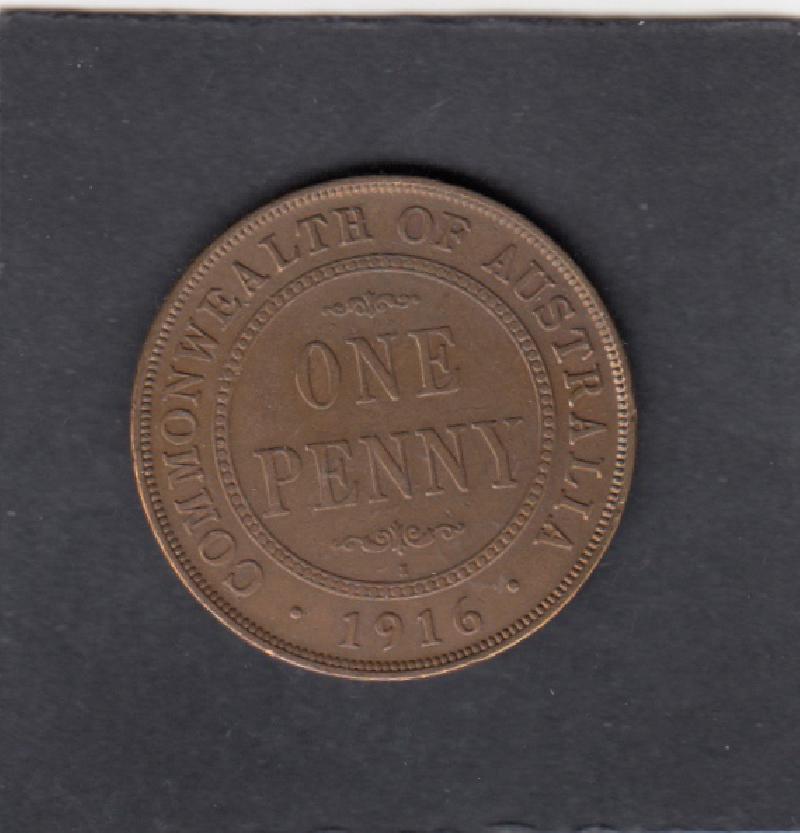 COMMONWEALTH OF AUSTRALIA
ONE
PENNY
I
· 1916 ·